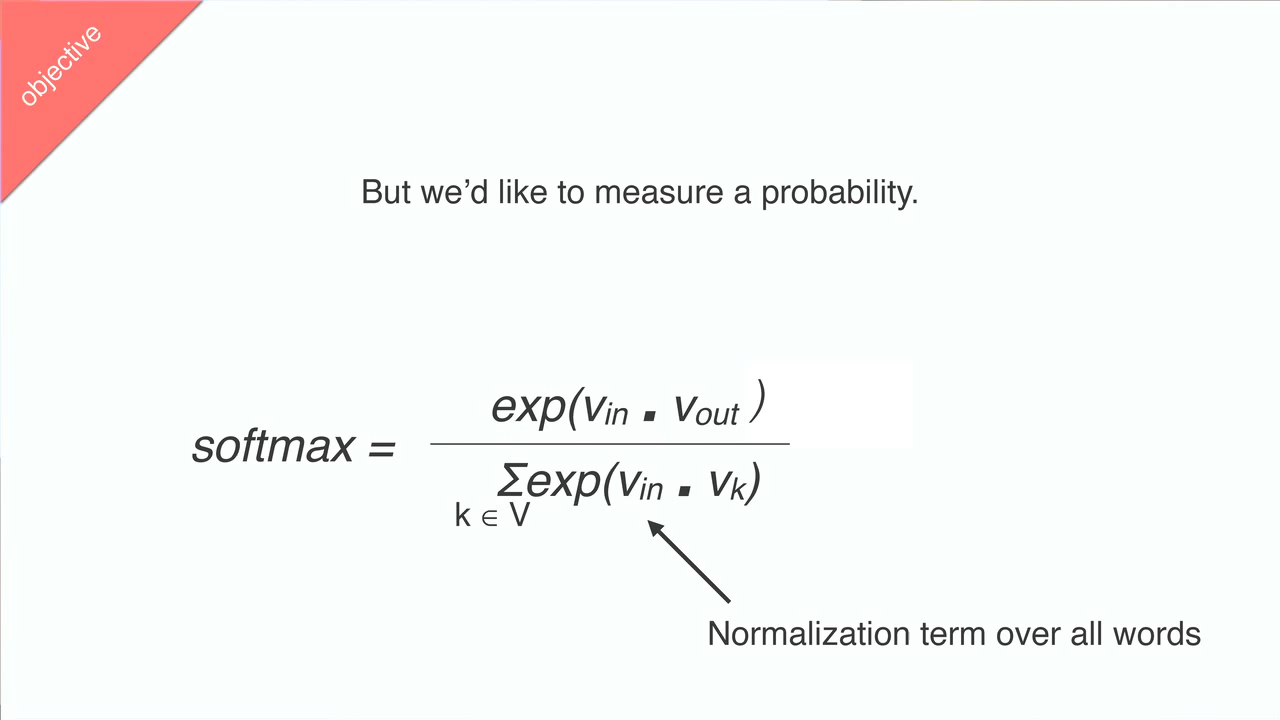 objective
But we’d like to measure a probability.
exp(vin . vout )
softmax =
Σexp(vin . vk)
k ∈ V
Normalization term over all words